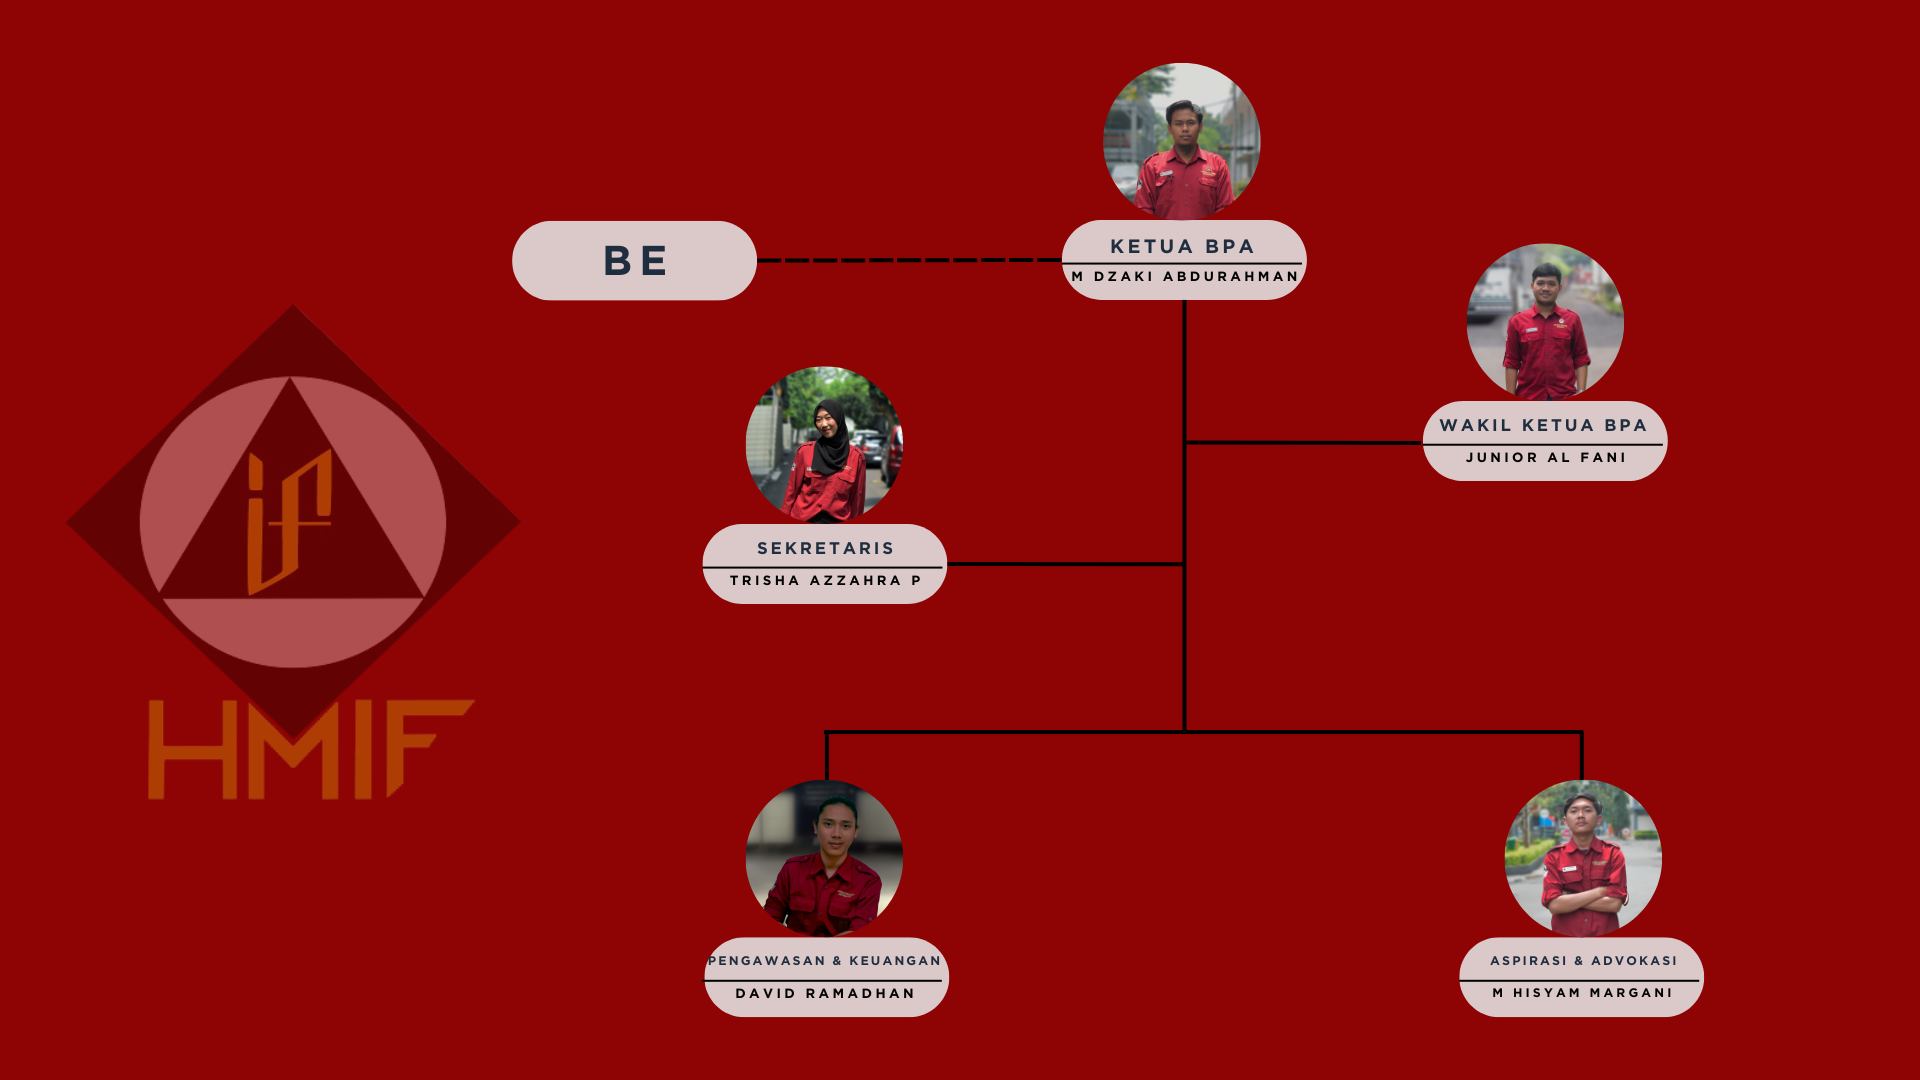 BE
KETUA BPA
M DZAKI ABDURAHMAN
WAKIL KETUA BPA
JUNIOR AL FANI
SEKRETARIS
TRISHA AZZAHRA P
if
HMIF
PENGAWASAN & KEUANGAN
DAVID RAMADHAN
ASPIRASI & ADVOKASI
M HISYAM MARGANI